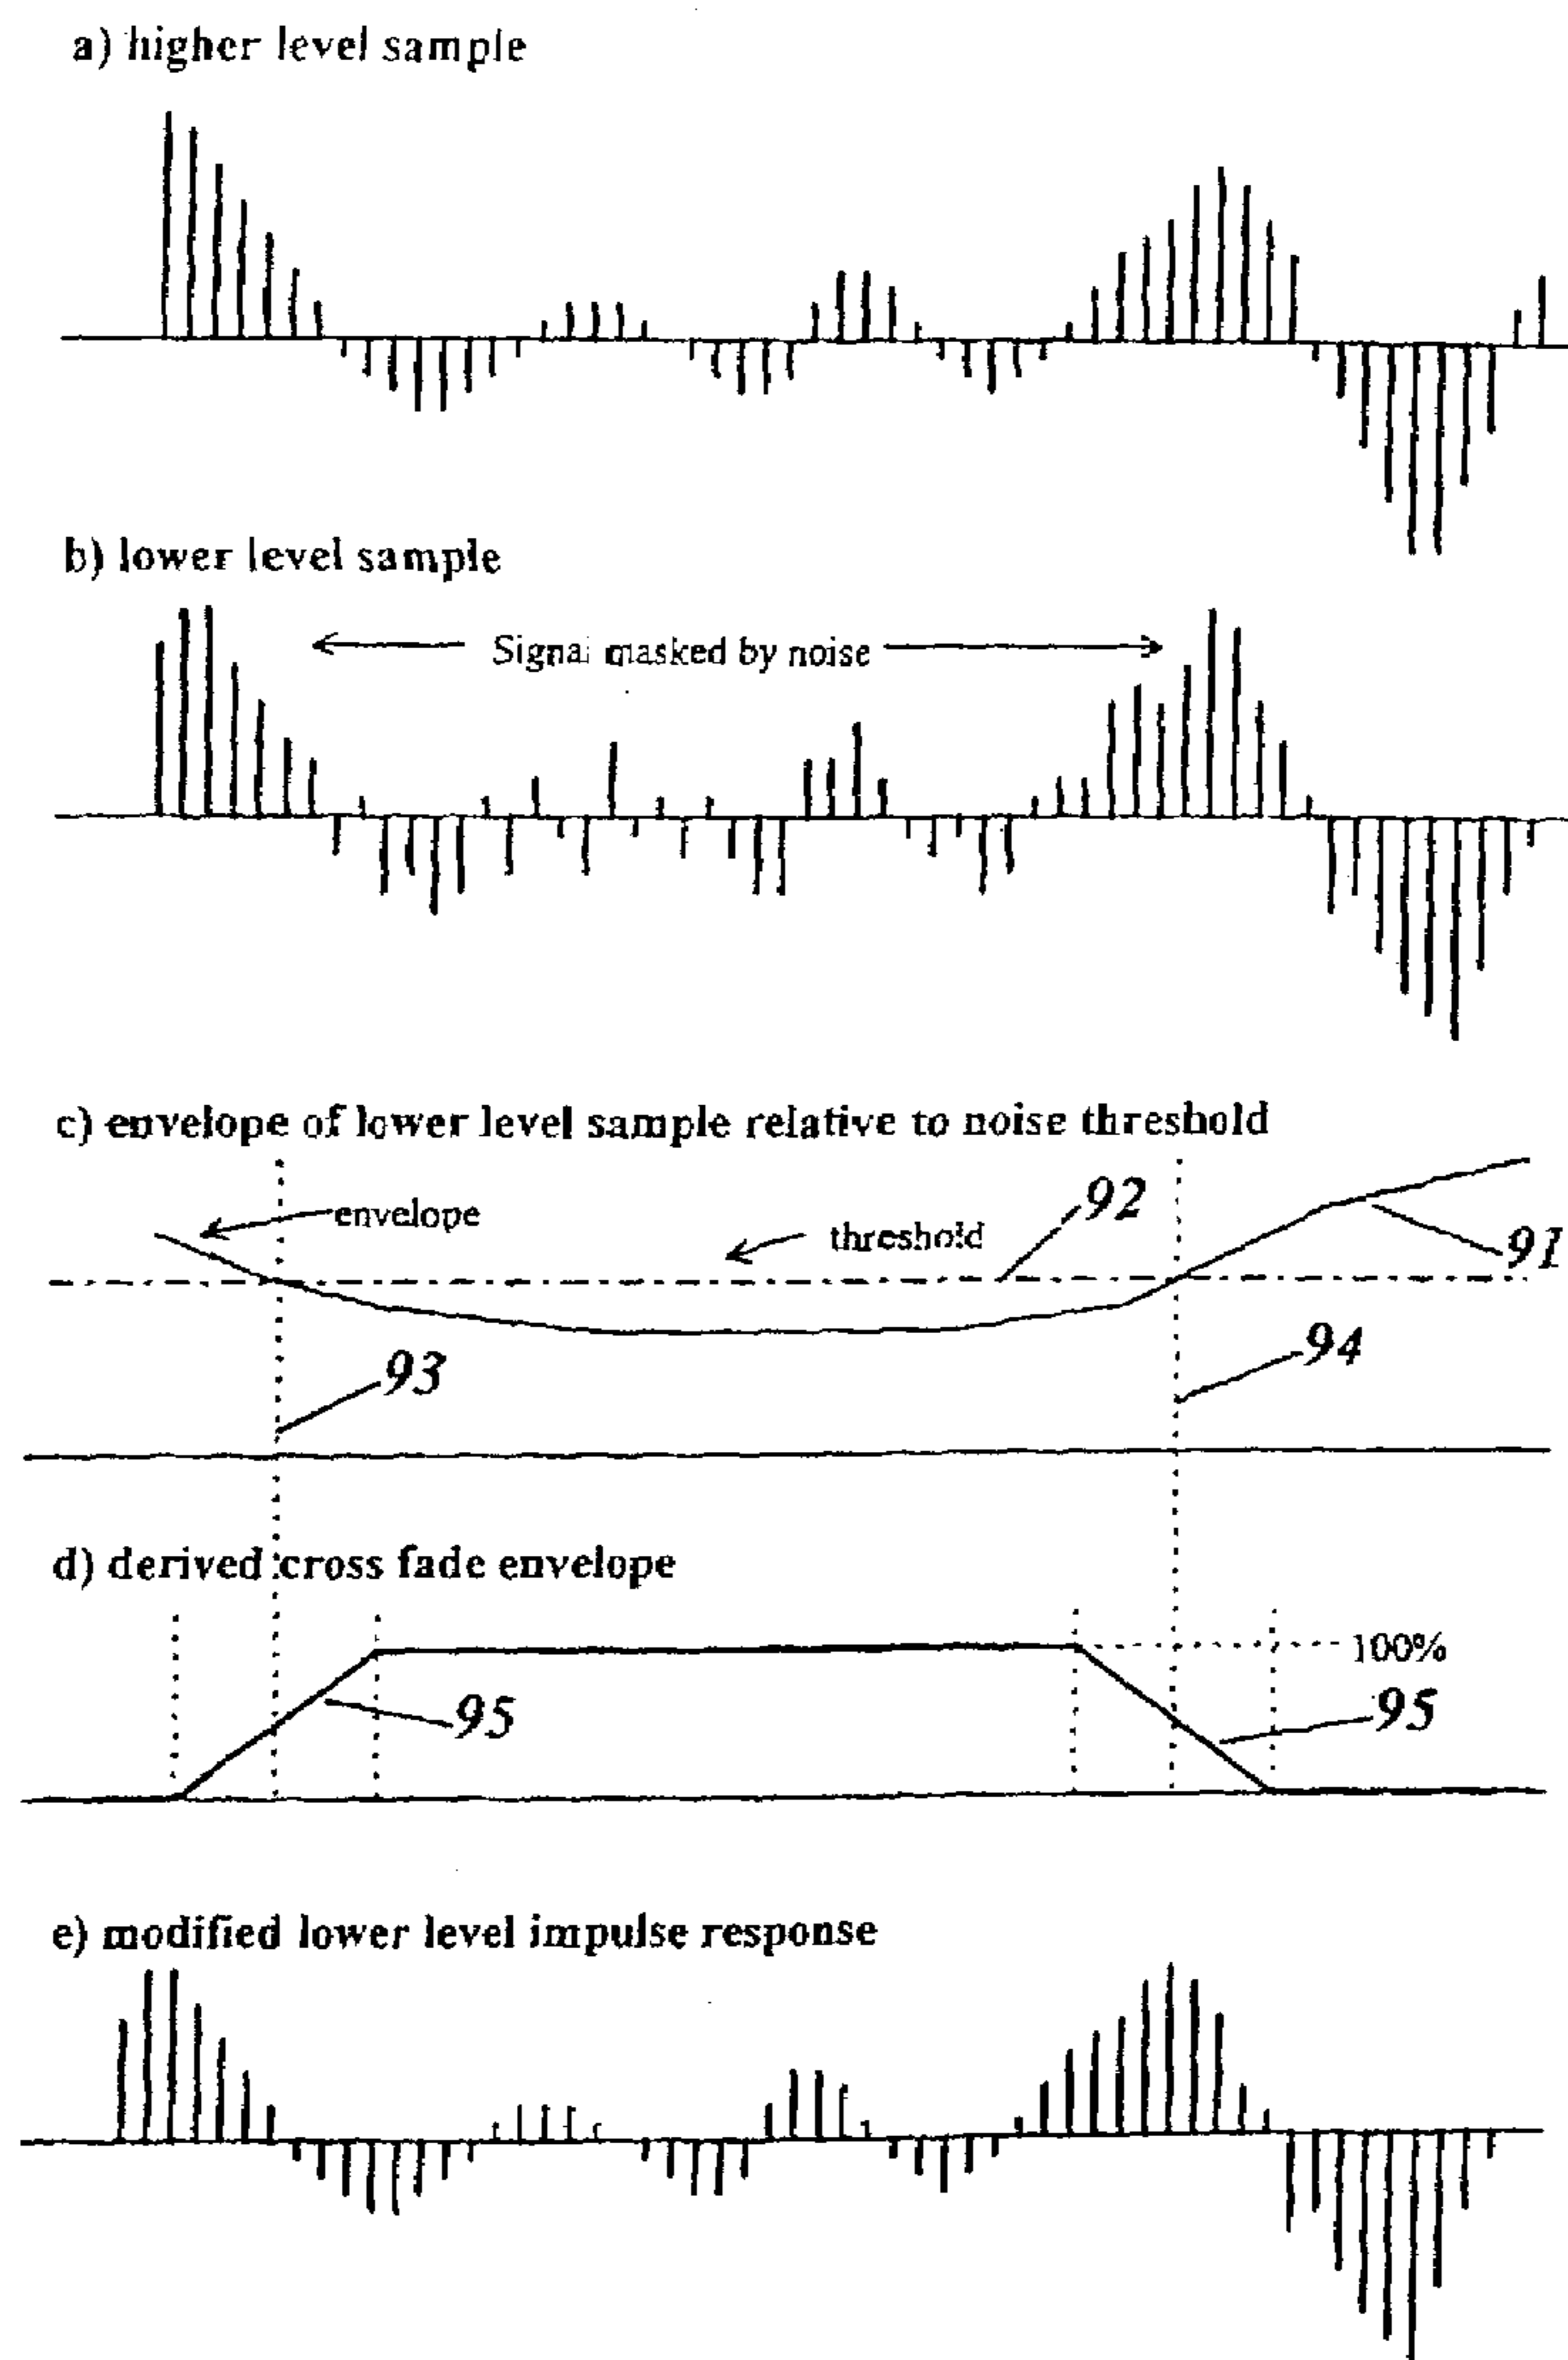 a) higher level sample
b) lower level sample
Signal masked by noise
c) envelope of lower level sample relative to noise threshold
envelope
threshold
92
91
93
94
d) derived cross fade envelope
100%
95
95
e) modified lower level impulse response